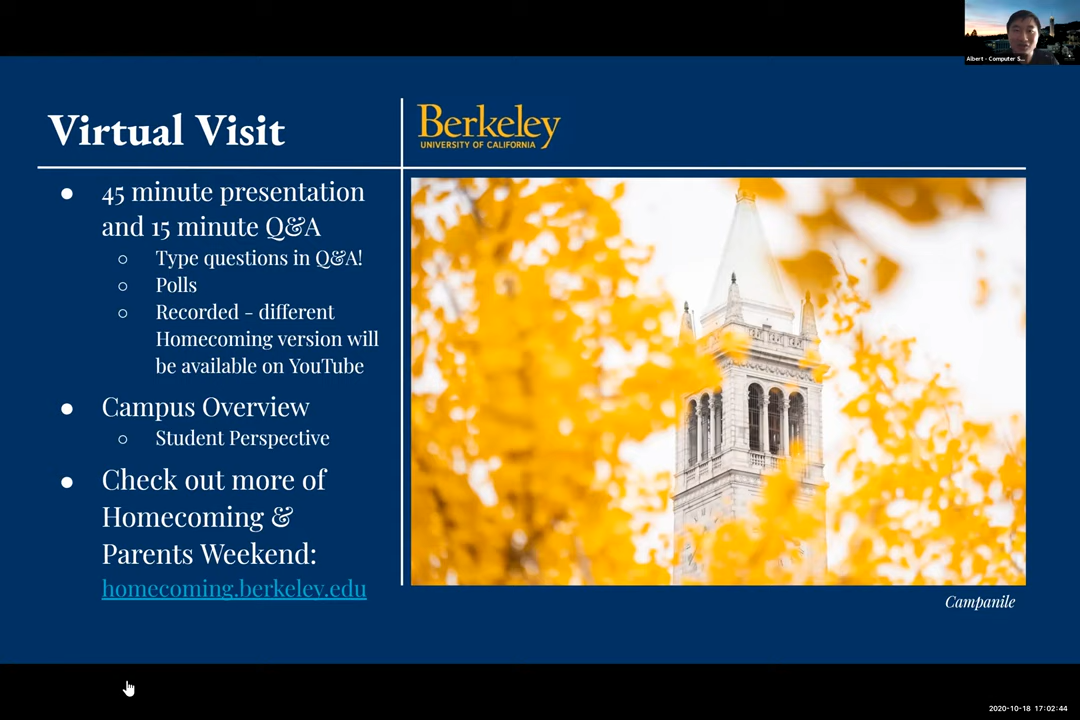 Albert - Computer S...
Virtual Visit
Berkeley
UNIVERSITY OF CALIFORNIA
● 45 minute presentation
and 15 minute Q&A
○ Type questions in Q&A!
○ Polls
○ Recorded - different
Homecoming version will
be available on YouTube
● Campus Overview
○ Student Perspective
● Check out more of
Homecoming &
Parents Weekend:
homecoming.berkeley.edu
Campanile
2020-10-18 17:02:44